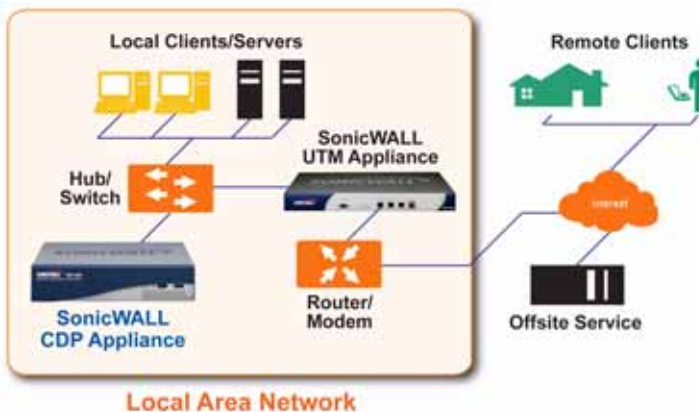 Local Clients/Servers
Remote Clients
SonicWALL
UTM Appliance
Hub/
Switch
Internet
Router/
Modem
SonicWALL
CDP Appliance
Offsite Service
Local Area Network